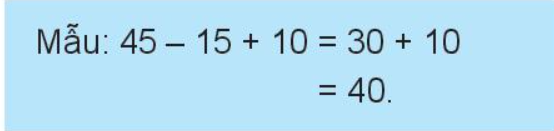 Mẫu: 45 – 15 + 10 = 30 + 10
= 40.